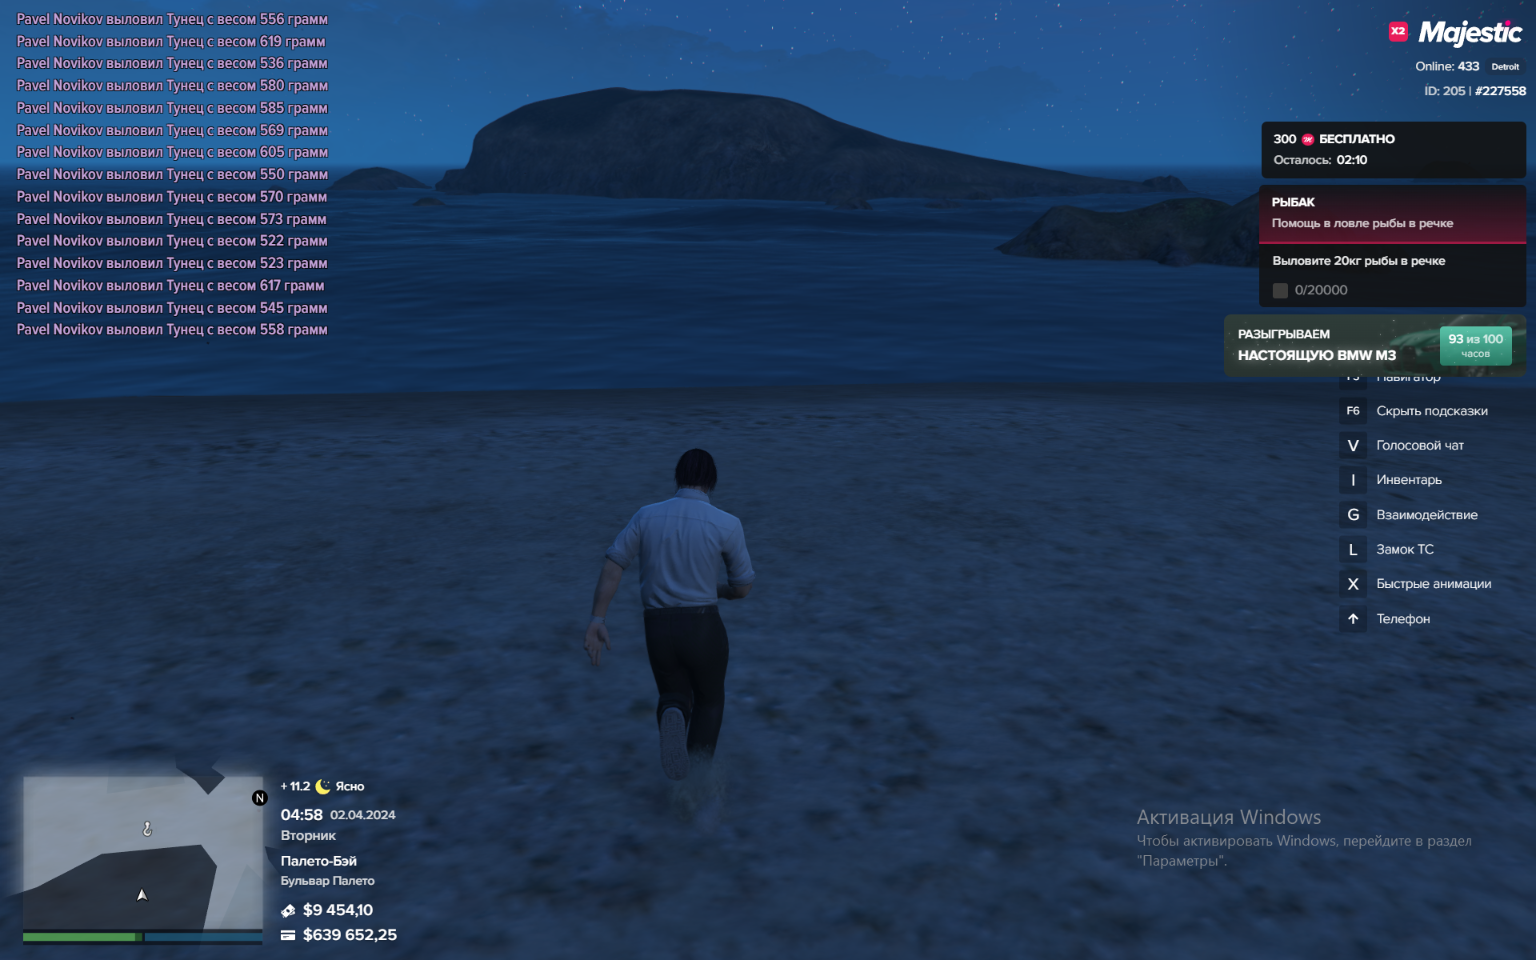 Pavel Novikov выловил Тунец с весом 556 грамм
Pavel Novikov выловил Тунец с весом 619 грамм
Pavel Novikov выловил Тунец с весом 536 грамм
Pavel Novikov выловил Тунец с весом 580 грамм
Pavel Novikov выловил Тунец с весом 585 грамм
Pavel Novikov выловил Тунец с весом 569 грамм
Pavel Novikov выловил Тунец с весом 605 грамм
Pavel Novikov выловил Тунец с весом 550 грамм
Pavel Novikov выловил Тунец с весом 570 грамм
Pavel Novikov выловил Тунец с весом 573 грамм
Pavel Novikov выловил Тунец с весом 522 грамм
Pavel Novikov выловил Тунец с весом 523 грамм
Pavel Novikov выловил Тунец с весом 617 грамм
Pavel Novikov выловил Тунец с весом 545 грамм
Pavel Novikov выловил Тунец с весом 558 грамм
X2 Majestic
Online: 433 Detroit
ID: 205 | #227558
300 БЕСПЛАТНО
Осталось: 02:10
РЫБАК
Помощь в ловле рыбы в речке
Выловите 20кг рыбы в речке
0/20000
РАЗЫГРЫВАЕМ
НАСТОЯЩУЮ BMW M3
93 из 100
часов
Навигатор
F6 Скрыть подсказки
V Голосовой чат
I Инвентарь
G Взаимодействие
L Замок ТС
X Быстрые анимации
Телефон
N
+ 11.2 Ясно
04:58 02.04.2024
Вторник
Палето-Бэй
Бульвар Палето
$9 454,10
$639 652,25
Активация Windows
Чтобы активировать Windows, перейдите в раздел
"Параметры".